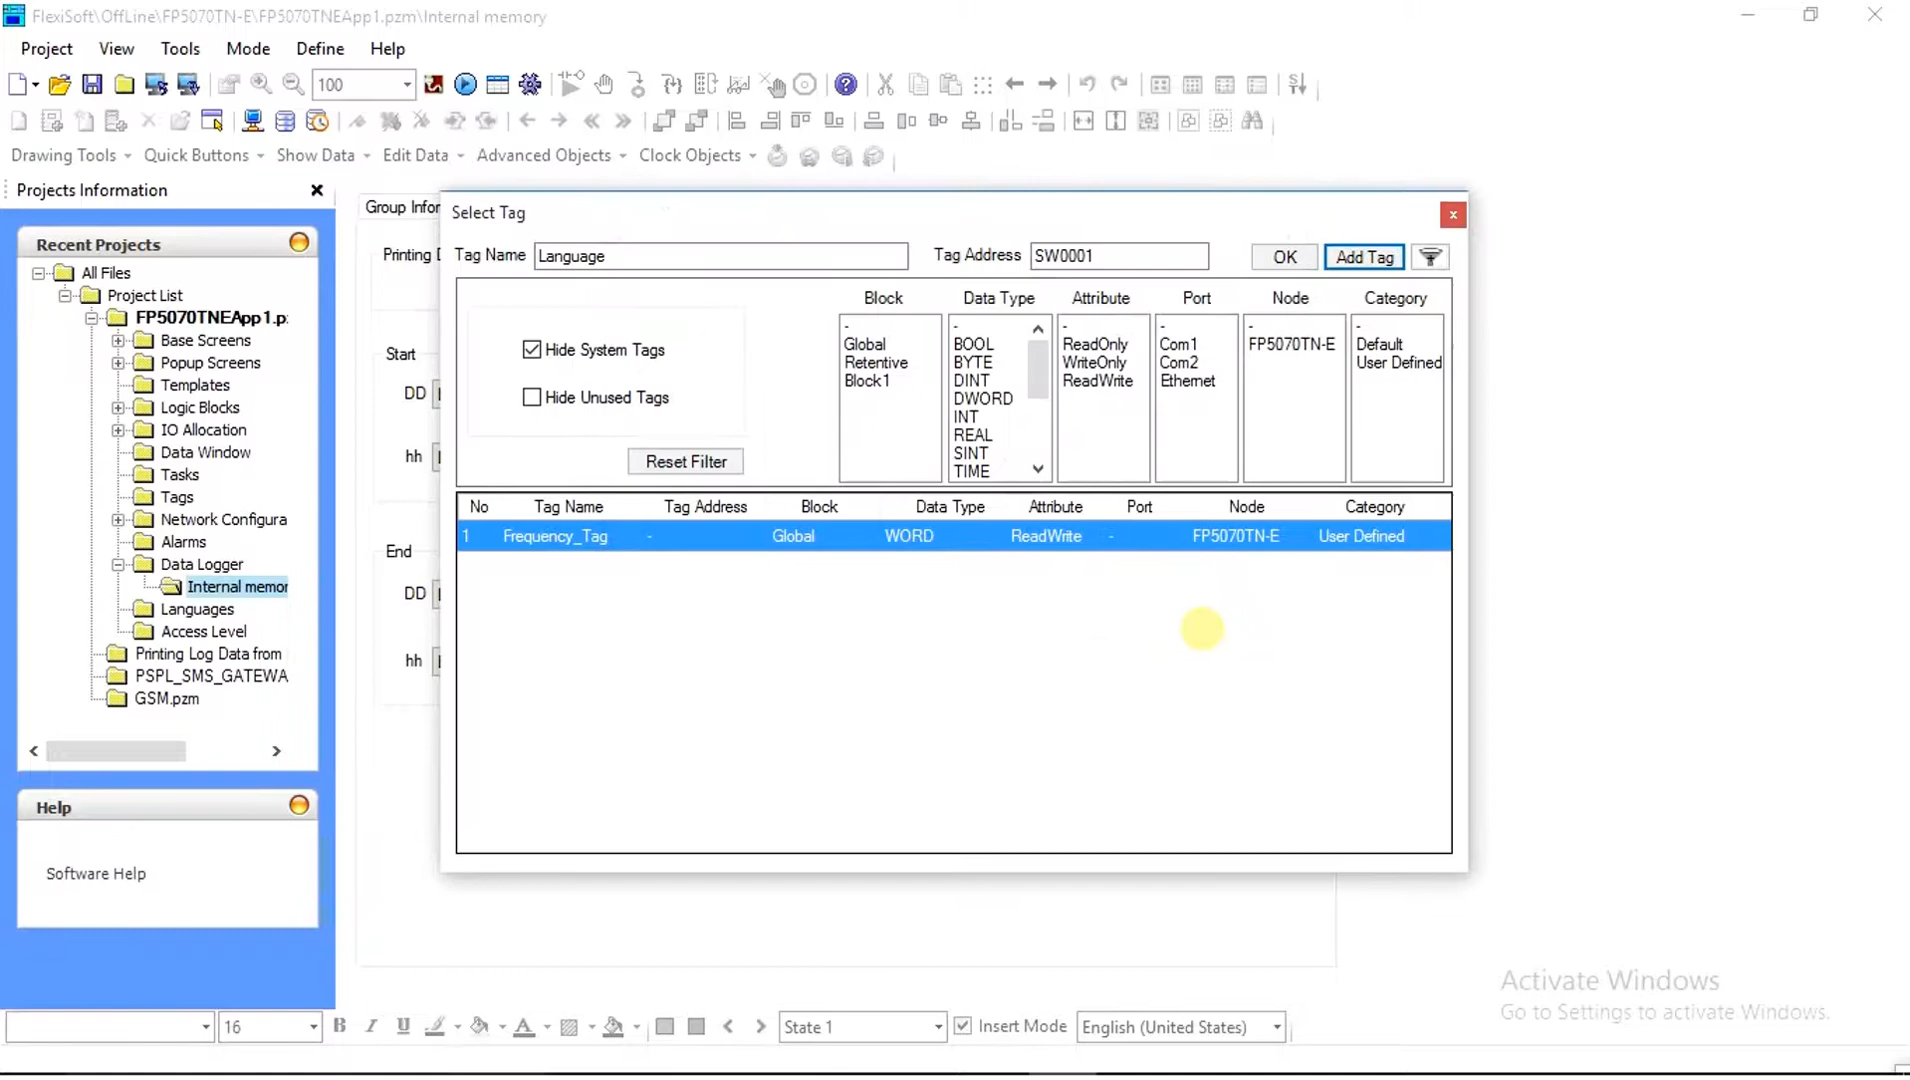 FlexiSoft\OffLine\FP5070TN-E\FP5070TNEApp1.pzm\Internal memory
Project View Tools Mode Define Help
100
Drawing Tools Quick Buttons Show Data Edit Data Advanced Objects Clock Objects
Projects Information
Recent Projects
All Files
Project List
FP5070TNEApp1.p
Base Screens
Popup Screens
Templates
Logic Blocks
IO Allocation
Data Window
Tasks
Tags
Network Configura
Alarms
Data Logger
Internal memor
Languages
Access Level
Printing Log Data from
PSPL_SMS_GATEWA
GSM.pzm
Help
Software Help
Group Infor
Printing D
Start
DD
hh
End
DD
hh
Select Tag
Tag Name Language Tag Address SW0001 OK Add Tag
Hide System Tags
Hide Unused Tags
Reset Filter
Block Data Type Attribute Port Node Category
- - - - - -
Global BOOL ReadOnly Com1 FP5070TN-E Default
Retentive BYTE WriteOnly Com2 User Defined
Block1 DINT ReadWrite Ethernet
DWORD
INT
REAL
SINT
TIME
No Tag Name Tag Address Block Data Type Attribute Port Node Category
1 Frequency_Tag - Global WORD ReadWrite - FP5070TN-E User Defined
Activate Windows
Go to Settings to activate Windows.
16 B I U A State 1 Insert Mode English (United States)